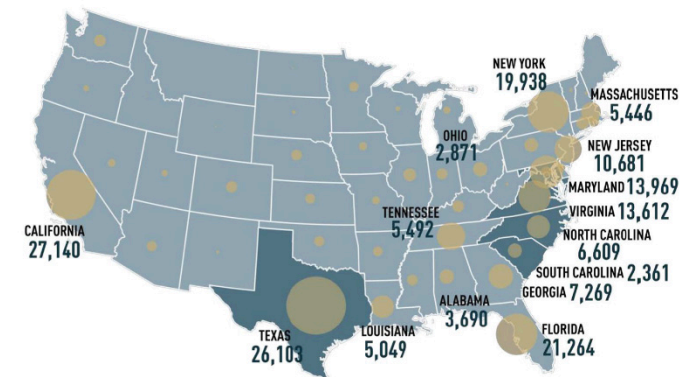 NEW YORK
19,938
MASSACHUSETTS
5,446
OHIO
2,871
NEW JERSEY
10,681
MARYLAND 13,969
VIRGINIA 13,612
TENNESSEE
5,492
NORTH CAROLINA
6,609
CALIFORNIA
27,140
SOUTH CAROLINA 2,361
GEORGIA 7,269
ALABAMA
3,690
TEXAS
26,103
LOUISIANA
5,049
FLORIDA
21,264